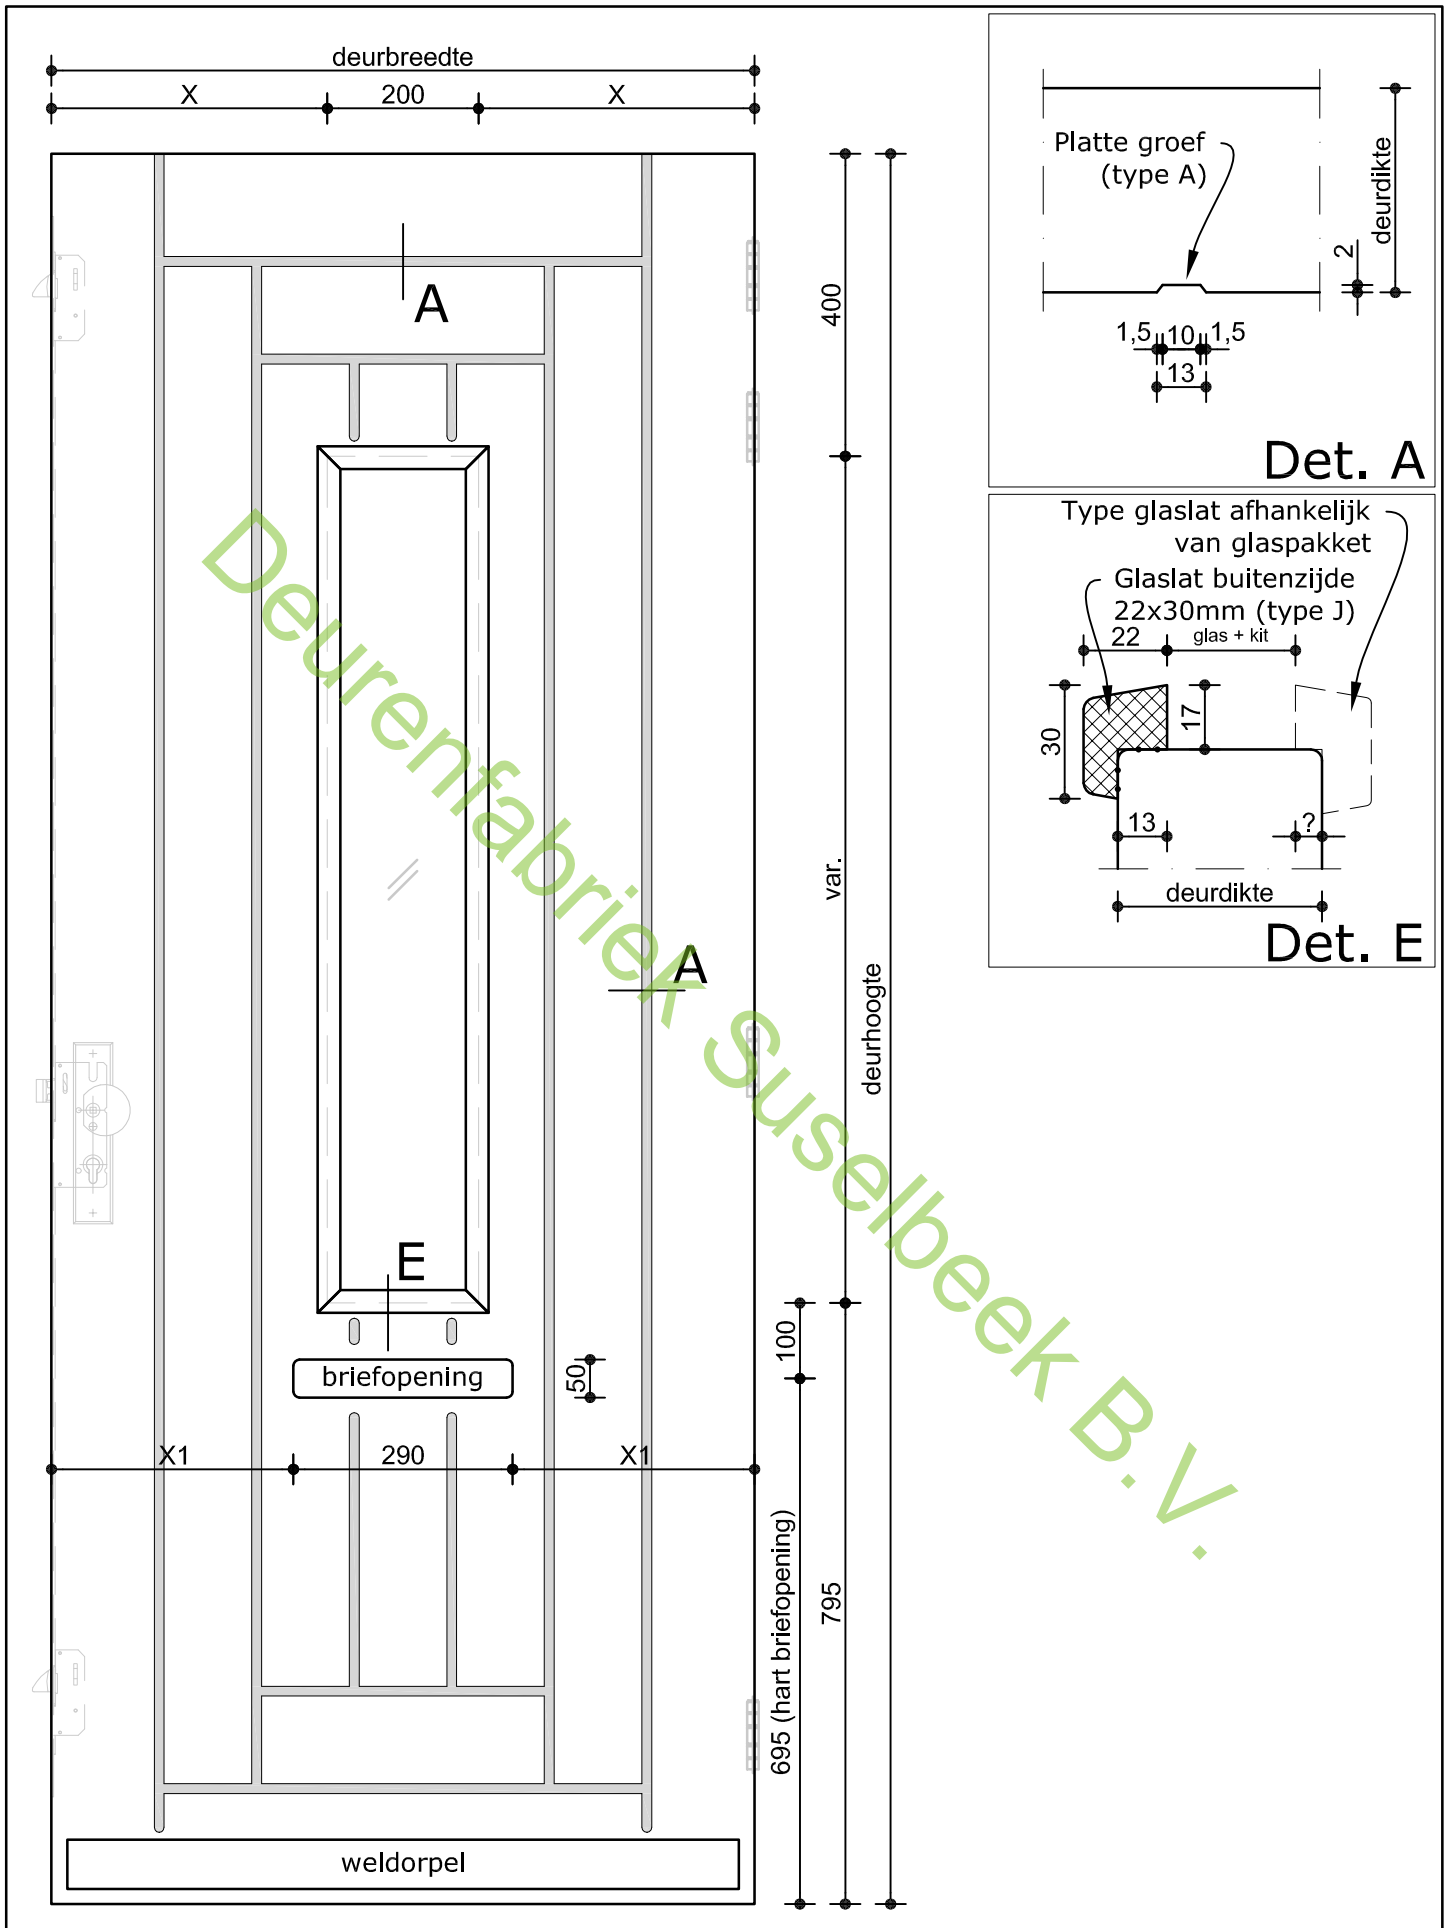 deurbreedte
X
200
X
A
400
var.
deurhoogte
A
E
briefopening
50
100
X1
290
X1
695 (hart briefopening)
795
weldorpel
Deurenfabriek Suselbeek B.V.
Platte groef
(type A)
deurdikte
2
1,5
10
1,5
13
Det. A
Type glaslat afhankelijk
van glaspakket
Glaslat buitenzijde
22x30mm (type J)
22
glas + kit
30
17
13
?
deurdikte
Det. E